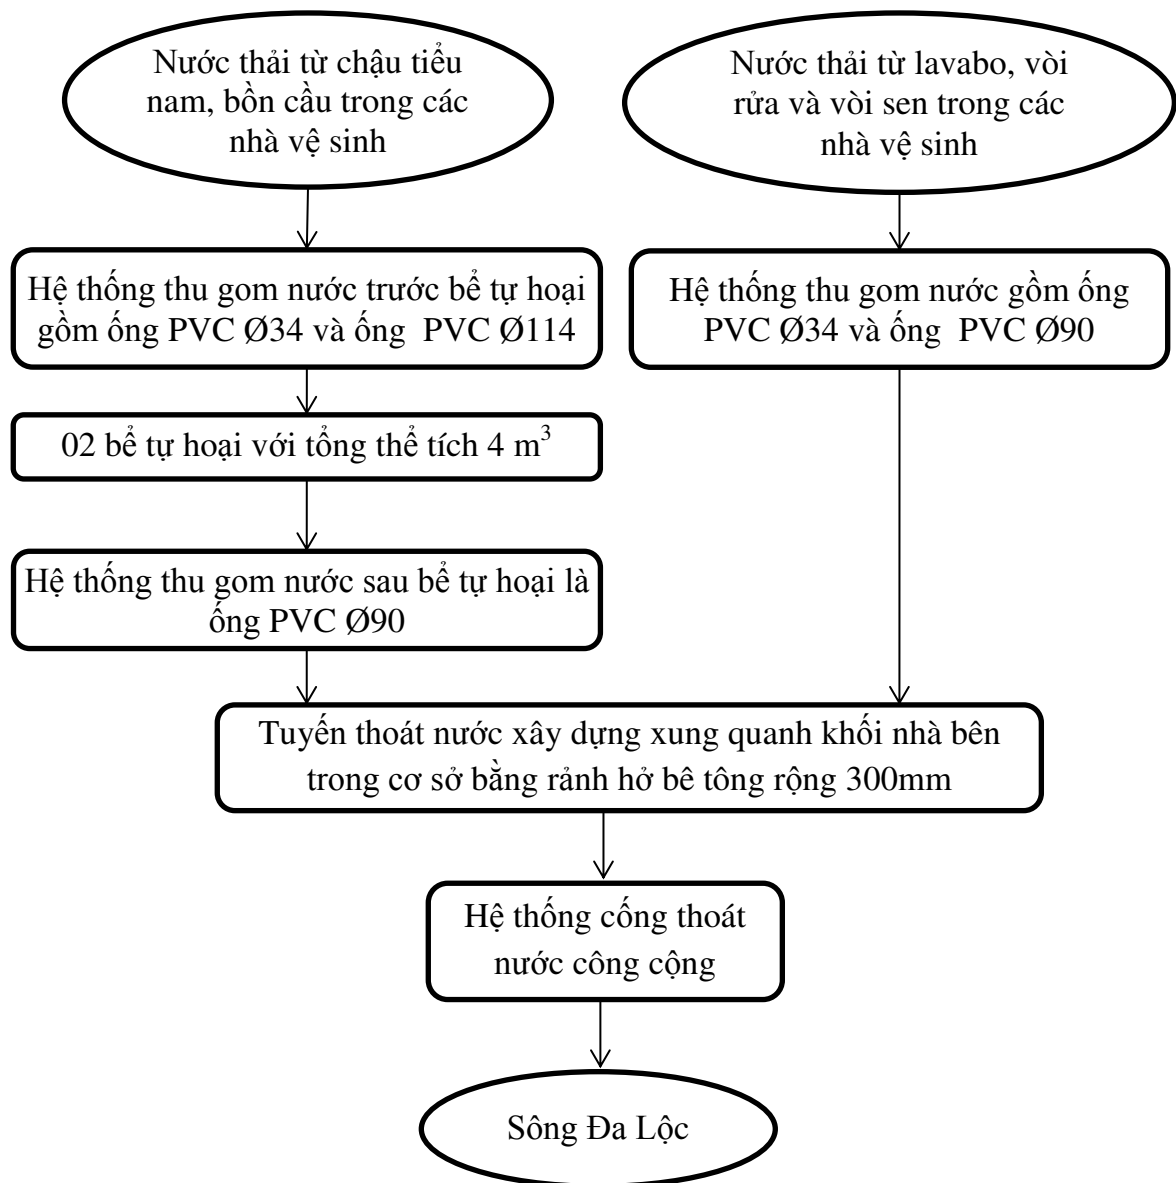 Nước thải từ chậu tiểu
nam, bồn cầu trong các
nhà vệ sinh
Nước thải từ lavabo, vòi
rửa và vòi sen trong các
nhà vệ sinh
Hệ thống thu gom nước trước bể tự hoại
gồm ống PVC Ø34 và ống PVC Ø114
Hệ thống thu gom nước gồm ống
PVC Ø34 và ống PVC Ø90
02 bể tự hoại với tổng thể tích 4 m³
Hệ thống thu gom nước sau bể tự hoại là
ống PVC Ø90
Tuyến thoát nước xây dựng xung quanh khối nhà bên
trong cơ sở bằng rảnh hở bê tông rộng 300mm
Hệ thống cống thoát
nước công cộng
Sông Đa Lộc